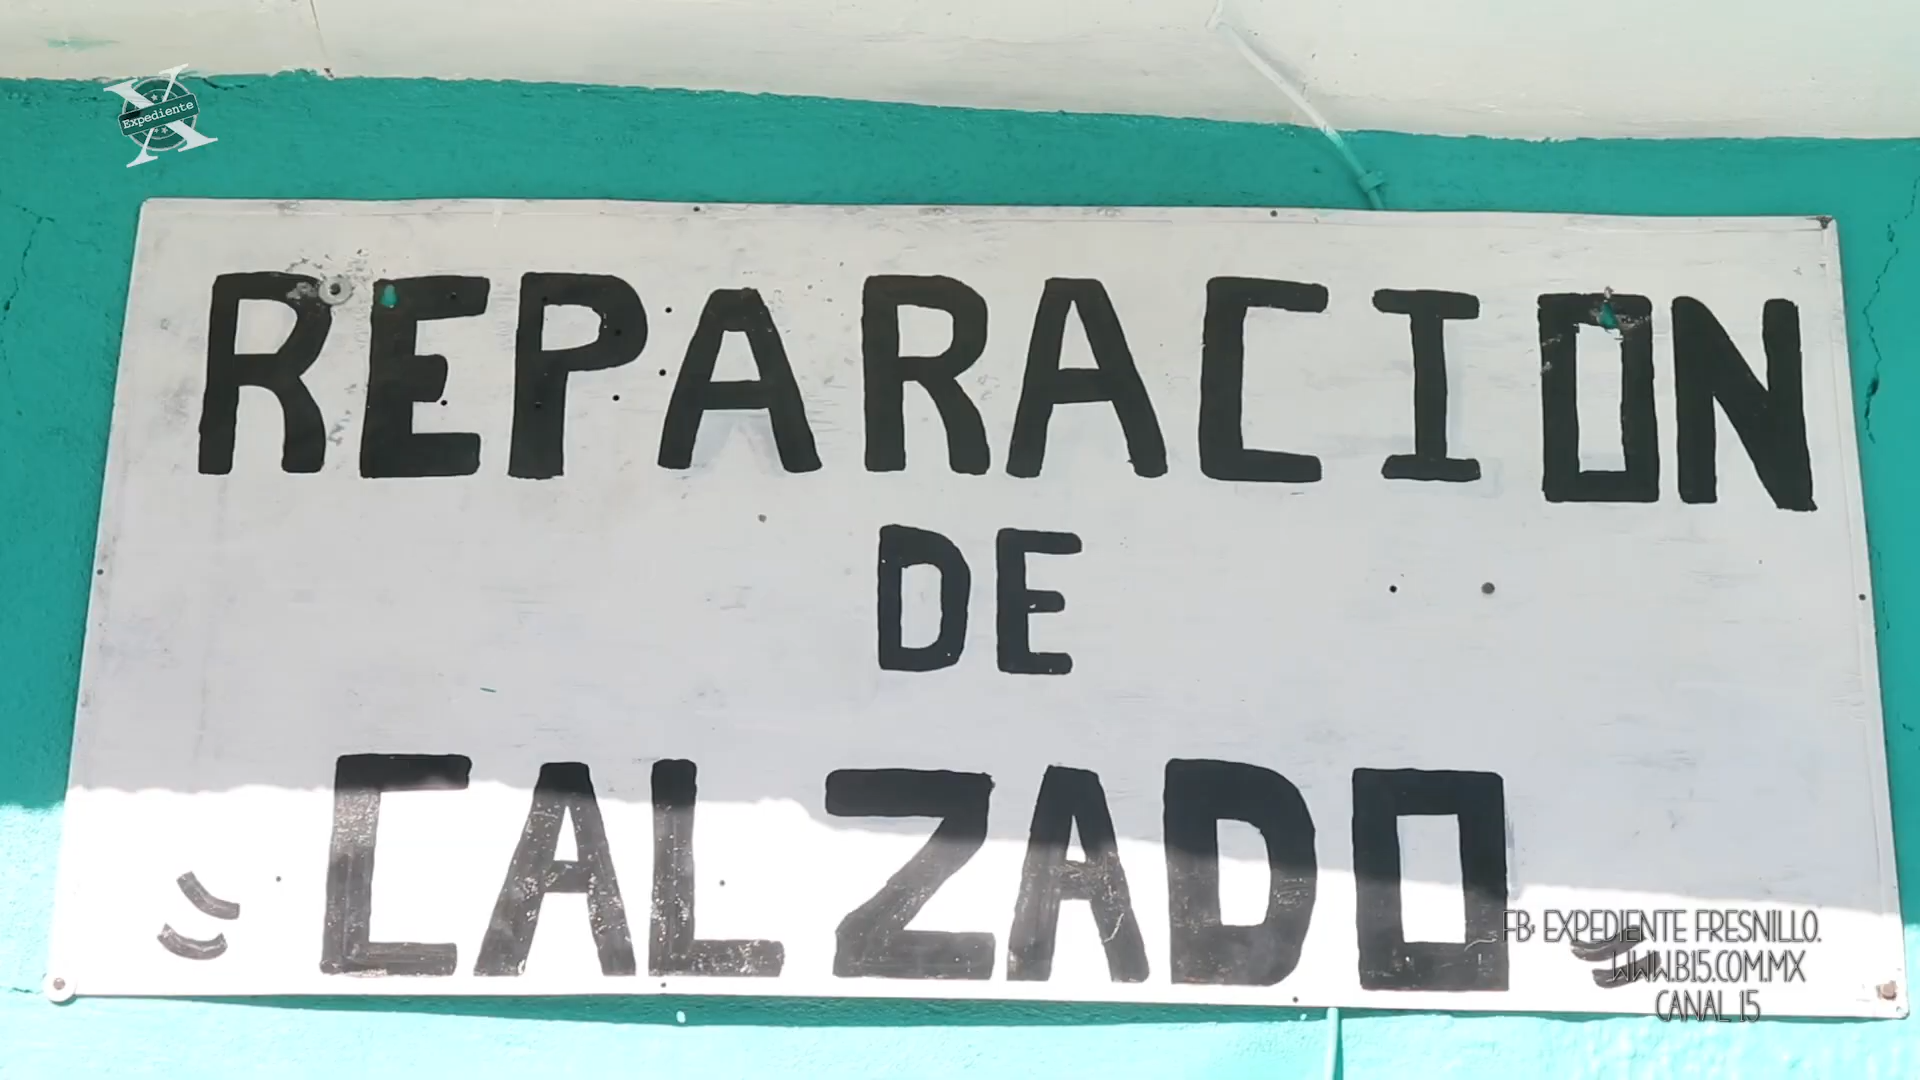 Expediente
REPARACION
DE
CALZADO
FB: EXPEDIENTE FRESNILLO.
WWW.B15.COM.MX
CANAL 15